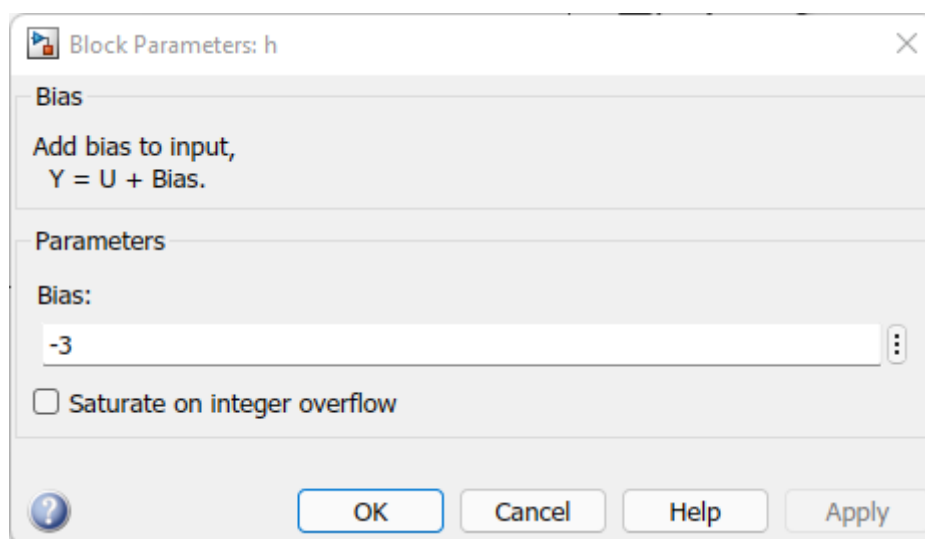 Block Parameters: h
Bias
Add bias to input,
Y = U + Bias.
Parameters
Bias:
-3
Saturate on integer overflow
OK Cancel Help Apply